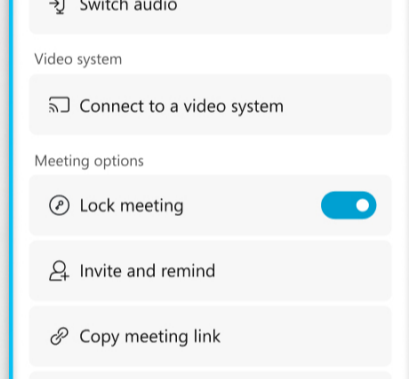 Switch audio
Video system
Connect to a video system
Meeting options
Lock meeting
Invite and remind
Copy meeting link